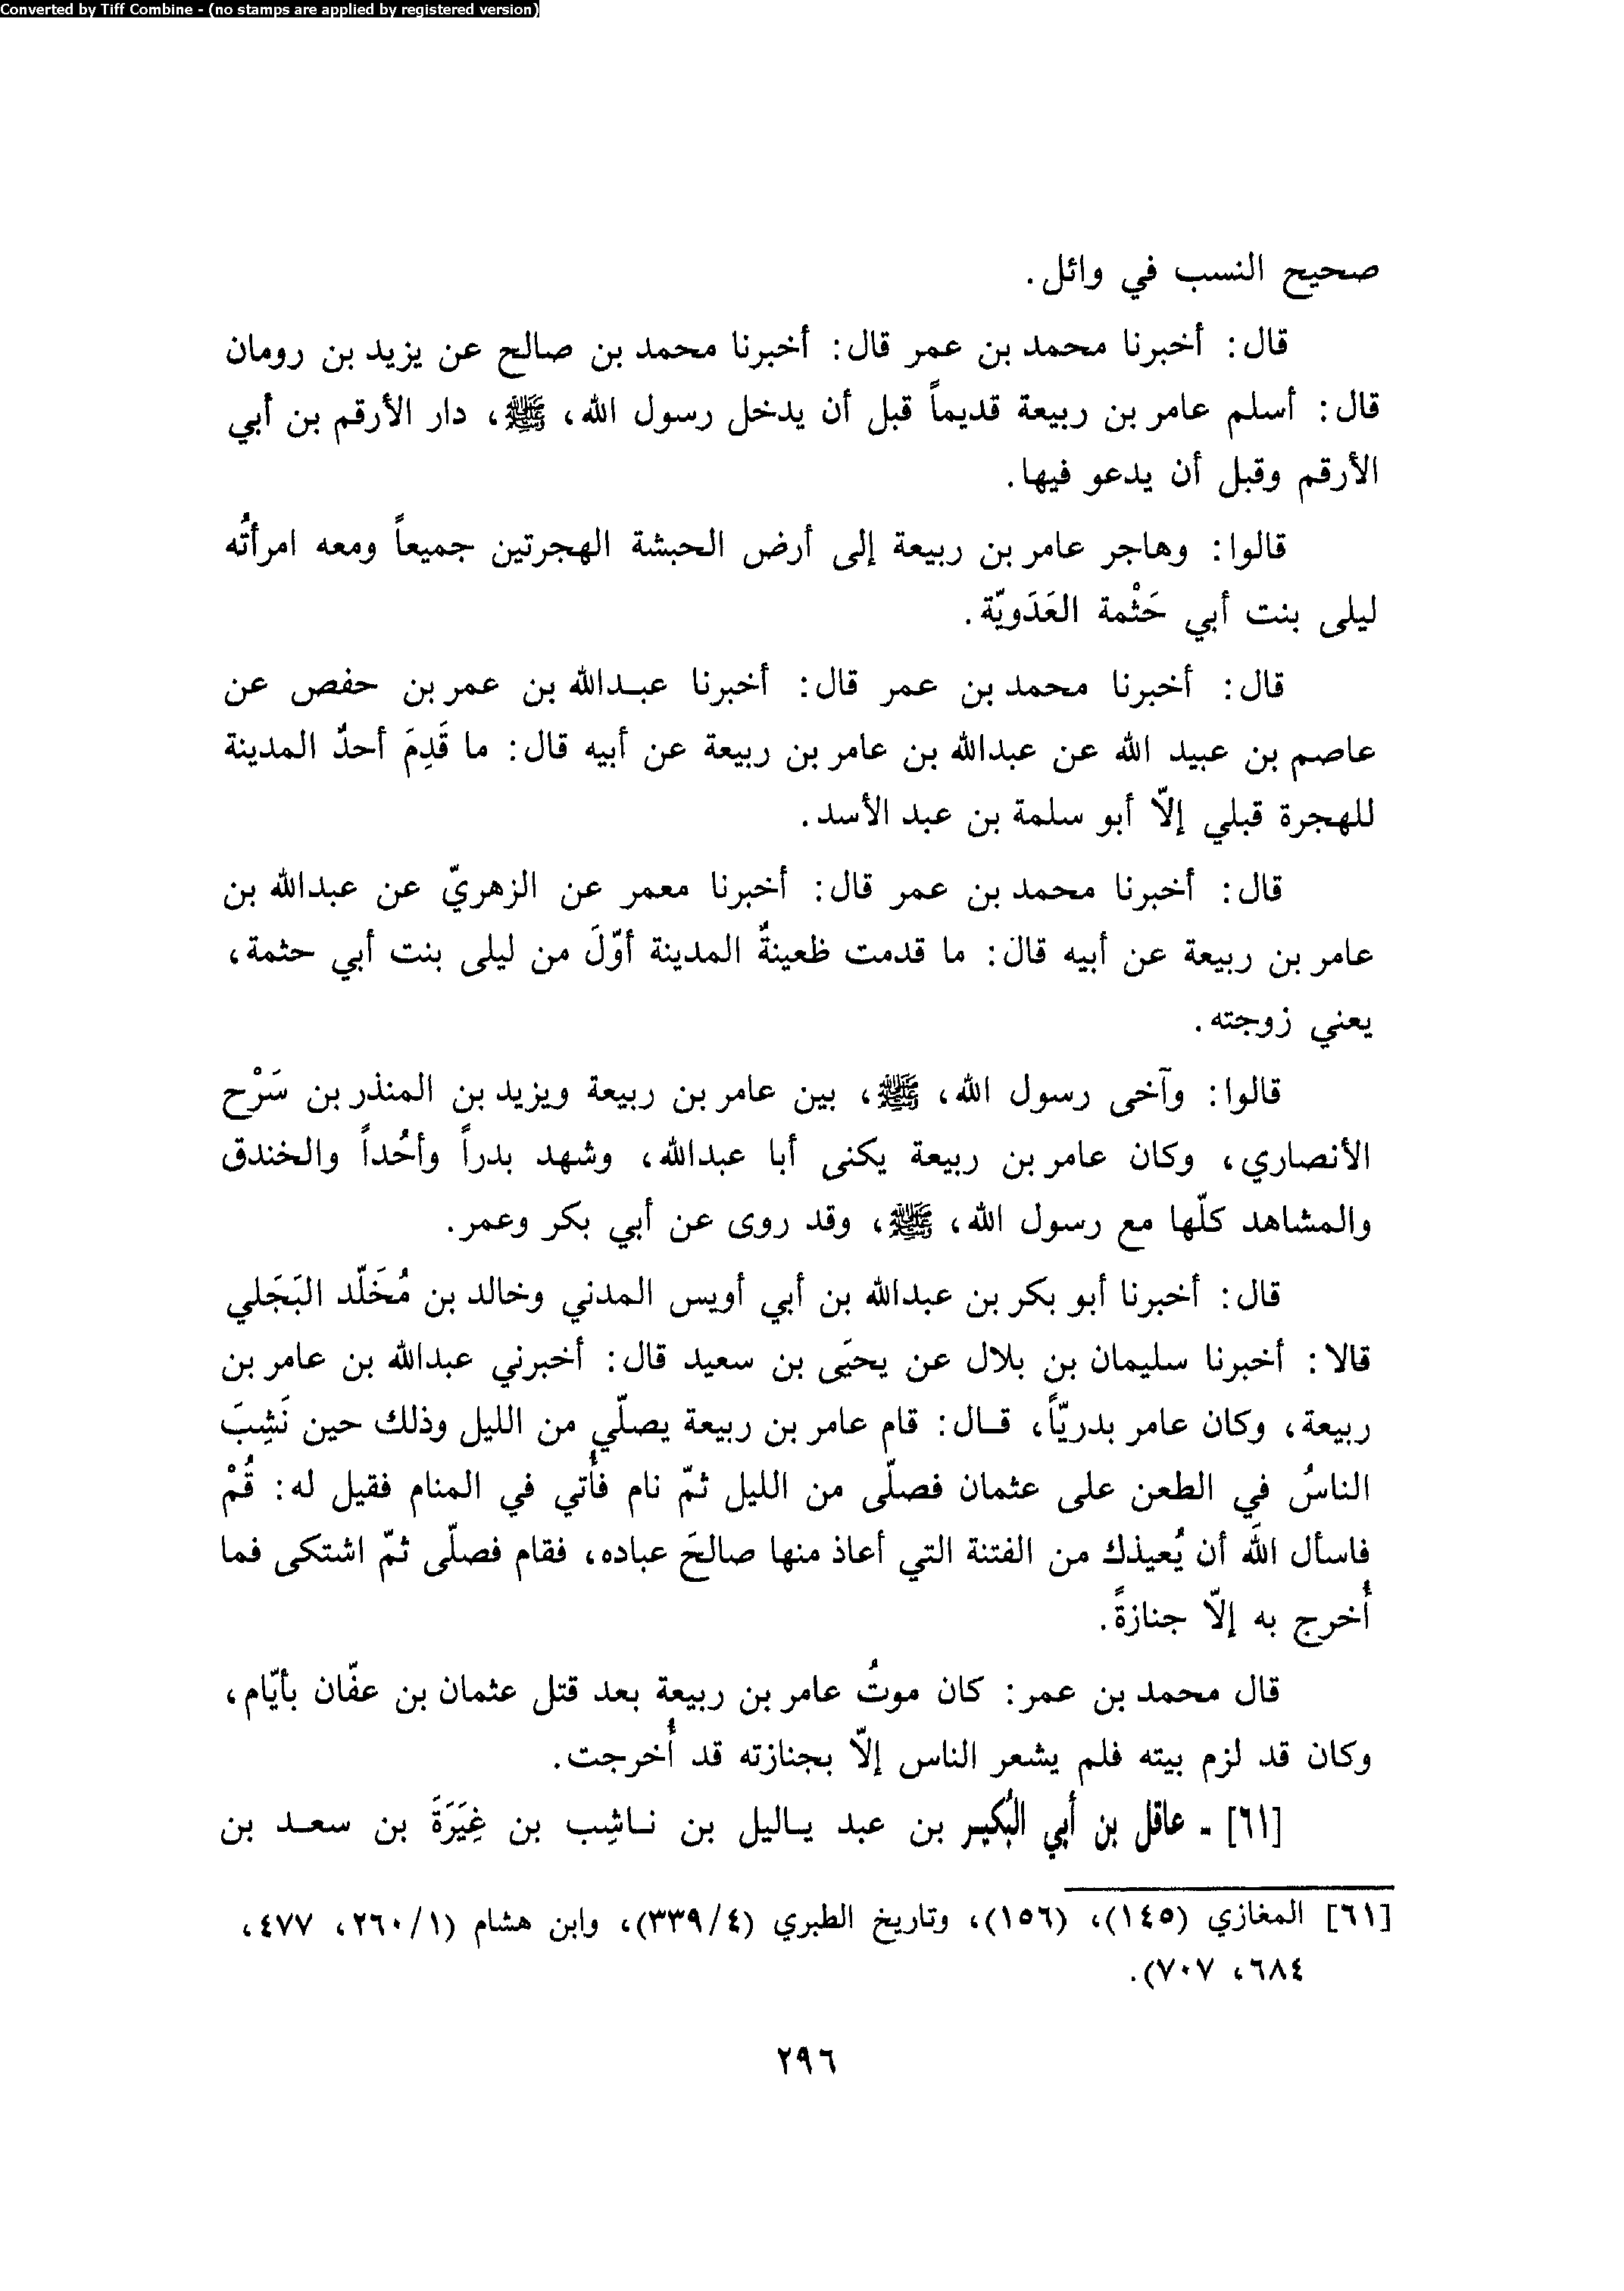 Converted by Tiff Combine - (no stamps are applied by registered version)
صحيح النسب في وائل.
قال: أخبرنا محمد بن عمر قال: أخبرنا محمد بن صالح عن يزيد بن رومان
قال: أسلم عامر بن ربيعة قديماً قبل أن يدخل رسول الله، ﷺ، دار الأرقم بن أبي
الأرقم وقبل أن يدعو فيها.
قالوا: وهاجر عامر بن ربيعة إلى أرض الحبشة الهجرتين جميعاً ومعه امرأتُه
ليلى بنت أبي حَثْمة العَدَويّة.
قال: أخبرنا محمد بن عمر قال: أخبرنا عبدالله بن عمر بن حفص عن
عاصم بن عبيد الله عن عبدالله بن عامر بن ربيعة عن أبيه قال: ما قَدِمَ أحدٌ المدينة
للهجرة قبلي إلاّ أبو سلمة بن عبد الأسد.
قال: أخبرنا محمد بن عمر قال: أخبرنا معمر عن الزهريّ عن عبدالله بن
عامر بن ربيعة عن أبيه قال: ما قدمت ظعينةٌ المدينة أوّلَ من ليلى بنت أبي حثمة،
يعني زوجته.
قالوا: وآخى رسول الله، ﷺ، بين عامر بن ربيعة ويزيد بن المنذر بن سَرْح
الأنصاري، وكان عامر بن ربيعة يكنى أبا عبدالله، وشهد بدراً وأُحُداً والخندق
والمشاهد كلّها مع رسول الله، ﷺ، وقد روى عن أبي بكر وعمر.
قال: أخبرنا أبو بكر بن عبدالله بن أبي أويس المدني وخالد بن مُخَلّد البَجَلي
قالا: أخبرنا سليمان بن بلال عن يحيَى بن سعيد قال: أخبرني عبدالله بن عامر بن
ربيعة، وكان عامر بدريّاً، قال: قام عامر بن ربيعة يصلّي من الليل وذلك حين نَشِبَ
الناسُ في الطعن على عثمان فصلّى من الليل ثمّ نام فأُتي في المنام فقيل له: قُمْ
فاسأل اللهَ أن يُعيذك من الفتنة التي أعاذ منها صالحَ عباده، فقام فصلّى ثمّ اشتكى فما
أُخرج به إلاّ جنازةً.
قال محمد بن عمر: كان موتُ عامر بن ربيعة بعد قتل عثمان بن عفّان بأيّام،
وكان قد لزم بيته فلم يشعر الناس إلاّ بجنازته قد أُخرجت.
[٦١] - عاقل بن أبي البُكير بن عبد ياليل بن ناشِب بن غِيَرَةَ بن سعد بن
[٦١] المغازي (١٤٥)، (١٥٦)، وتاريخ الطبري (٣٣٩/٤)، وابن هشام (٢٦٠/١، ٤٧٧،
٦٨٤، ٧٠٧).
٢٩٦